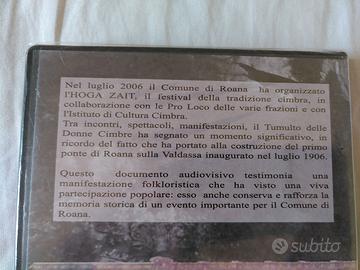 Nel luglio 2006 il Comune di Roana ha organizzato
l'HOGA ZAIT, il festival della tradizione cimbra, in
collaborazione con le Pro Loco delle varie frazioni e con
l'Istituto di Cultura Cimbra.
Tra incontri, spettacoli, manifestazioni, il Tumulto delle
Donne Cimbre ha segnato un momento significativo, in
ricordo del fatto che ha portato alla costruzione del primo
ponte di Roana sulla Valdassa inaugurato nel luglio 1906.
Questo documento audiovisivo testimonia una
manifestazione folkloristica che ha visto una viva
partecipazione popolare: esso anche conserva e rafforza la
memoria storica di un evento importante per il Comune di
Roana.
subito